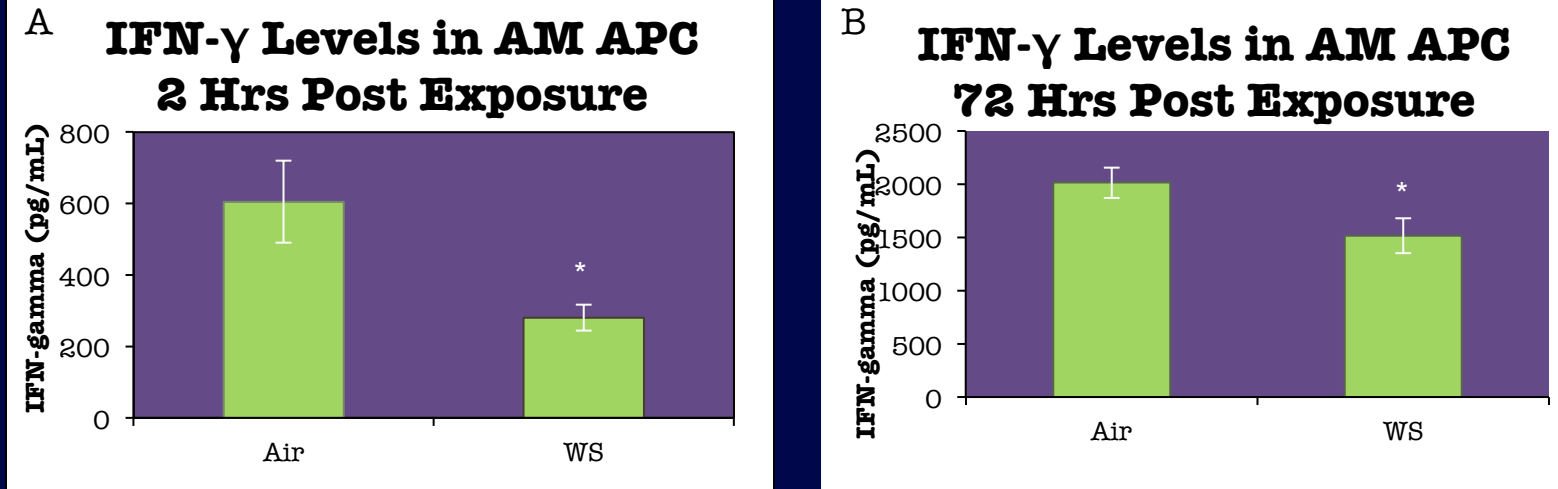 A
IFN-γ Levels in AM APC
2 Hrs Post Exposure
IFN-gamma (pg/mL)
800
600
400
200
0
*
Air WS
B
IFN-γ Levels in AM APC
72 Hrs Post Exposure
IFN-gamma (pg/mL)
2500
2000
1500
1000
500
0
*
Air WS